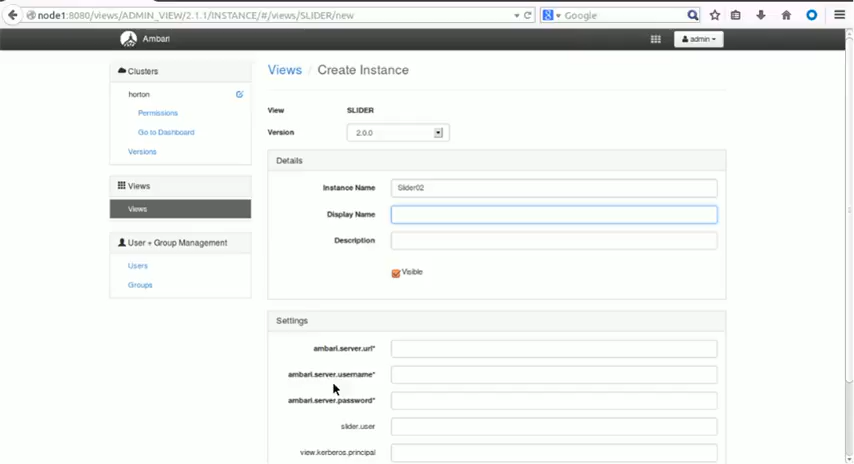 node1:8080/views/ADMIN_VIEW/2.1.1/INSTANCE/#/views/SLIDER/new
Google
Ambari
admin
Clusters
horton
Permissions
Go to Dashboard
Versions
Views
Views
User + Group Management
Users
Groups
Views / Create Instance
View SLIDER
Version 2.0.0
Details
Instance Name Slider02
Display Name
Description
Visible
Settings
ambari.server.url*
ambari.server.username*
ambari.server.password*
slider.user
view.kerberos.principal